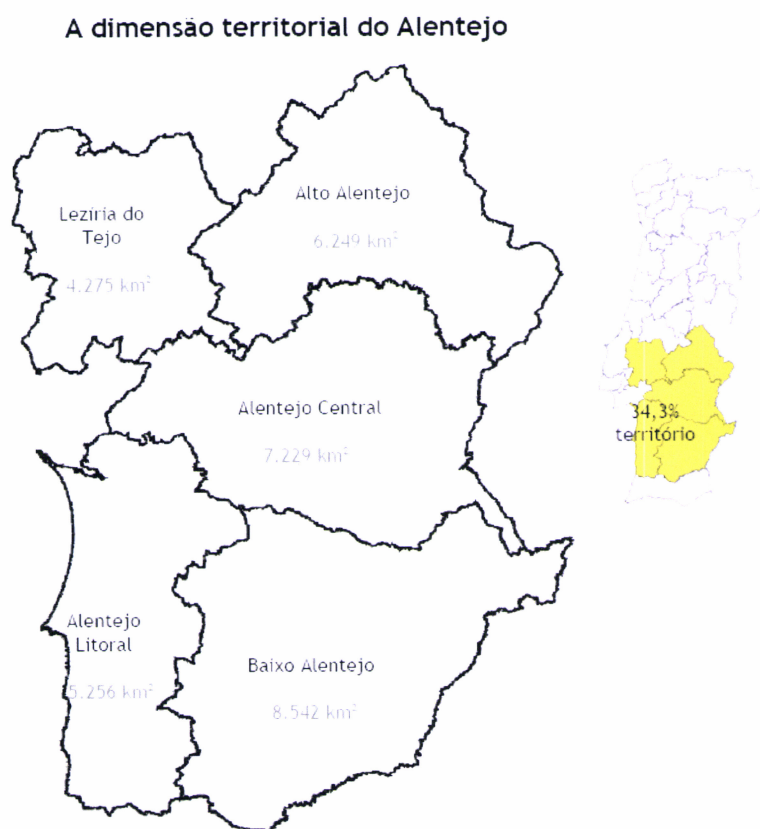 A dimensão territorial do Alentejo
Lezíria do
Tejo
4.275 km²
Alto Alentejo
6.249 km²
Alentejo Central
7.229 km²
34,3%
território
Alentejo
Litoral
5.256 km²
Baixo Alentejo
8.542 km²